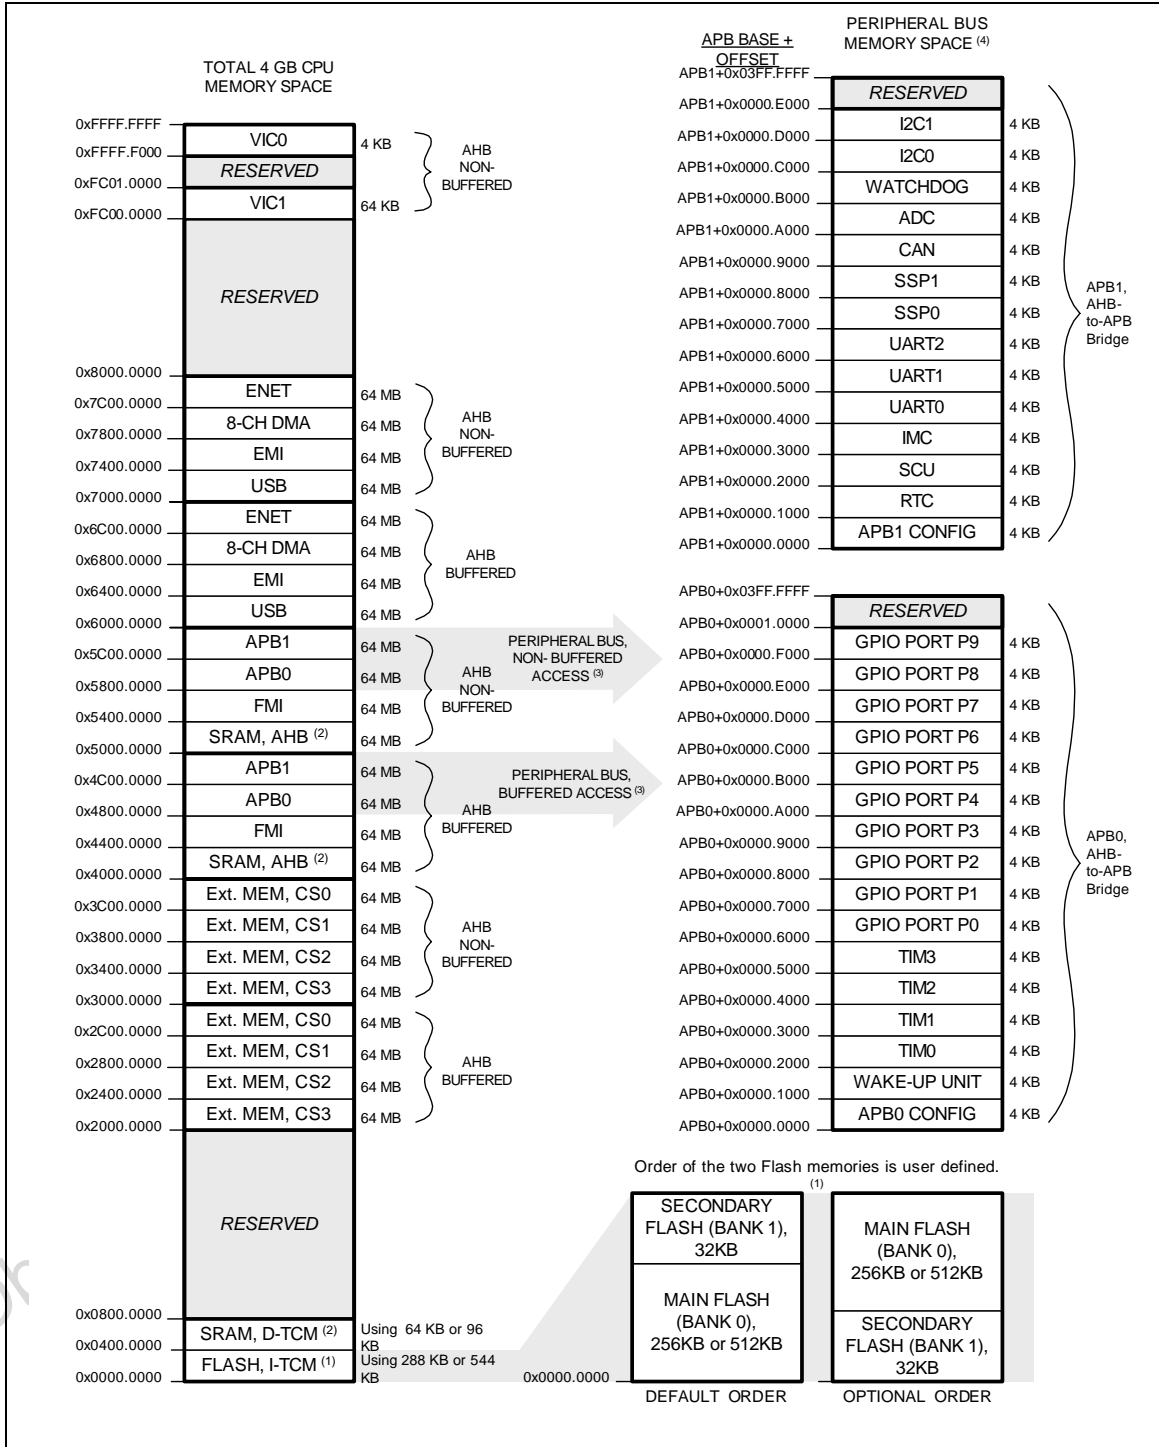 TOTAL 4 GB CPU
MEMORY SPACE
0xFFFF.FFFF
VIC0
4 KB
0xFFFF.F000
RESERVED
0xFC01.0000
VIC1
64 KB
0xFC00.0000
AHB
NON-
BUFFERED
RESERVED
0x8000.0000
ENET
64 MB
0x7C00.0000
8-CH DMA
64 MB
0x7800.0000
EMI
64 MB
0x7400.0000
USB
64 MB
0x7000.0000
AHB
NON-
BUFFERED
ENET
64 MB
0x6C00.0000
8-CH DMA
64 MB
0x6800.0000
EMI
64 MB
0x6400.0000
USB
64 MB
0x6000.0000
AHB
BUFFERED
APB1
64 MB
0x5C00.0000
APB0
64 MB
0x5800.0000
FMI
64 MB
0x5400.0000
SRAM, AHB (2)
64 MB
0x5000.0000
AHB
NON-
BUFFERED
PERIPHERAL BUS,
NON- BUFFERED
ACCESS (3)
APB1
64 MB
0x4C00.0000
APB0
64 MB
0x4800.0000
FMI
64 MB
0x4400.0000
SRAM, AHB (2)
64 MB
0x4000.0000
AHB
BUFFERED
PERIPHERAL BUS,
BUFFERED ACCESS (3)
Ext. MEM, CS0
64 MB
0x3C00.0000
Ext. MEM, CS1
64 MB
0x3800.0000
Ext. MEM, CS2
64 MB
0x3400.0000
Ext. MEM, CS3
64 MB
0x3000.0000
AHB
NON-
BUFFERED
Ext. MEM, CS0
64 MB
0x2C00.0000
Ext. MEM, CS1
64 MB
0x2800.0000
Ext. MEM, CS2
64 MB
0x2400.0000
Ext. MEM, CS3
64 MB
0x2000.0000
AHB
BUFFERED
RESERVED
0x0800.0000
SRAM, D-TCM (2)
Using 64 KB or 96
KB
0x0400.0000
FLASH, I-TCM (1)
Using 288 KB or 544
KB
0x0000.0000
APB BASE +
OFFSET
PERIPHERAL BUS
MEMORY SPACE (4)
APB1+0x03FF.FFFF
RESERVED
APB1+0x0000.E000
I2C1
4 KB
APB1+0x0000.D000
I2C0
4 KB
APB1+0x0000.C000
WATCHDOG
4 KB
APB1+0x0000.B000
ADC
4 KB
APB1+0x0000.A000
CAN
4 KB
APB1+0x0000.9000
SSP1
4 KB
APB1+0x0000.8000
SSP0
4 KB
APB1+0x0000.7000
UART2
4 KB
APB1+0x0000.6000
UART1
4 KB
APB1+0x0000.5000
UART0
4 KB
APB1+0x0000.4000
IMC
4 KB
APB1+0x0000.3000
SCU
4 KB
APB1+0x0000.2000
RTC
4 KB
APB1+0x0000.1000
APB1 CONFIG
4 KB
APB1+0x0000.0000
APB1,
AHB-
to-APB
Bridge
APB0+0x03FF.FFFF
RESERVED
APB0+0x0001.0000
GPIO PORT P9
4 KB
APB0+0x0000.F000
GPIO PORT P8
4 KB
APB0+0x0000.E000
GPIO PORT P7
4 KB
APB0+0x0000.D000
GPIO PORT P6
4 KB
APB0+0x0000.C000
GPIO PORT P5
4 KB
APB0+0x0000.B000
GPIO PORT P4
4 KB
APB0+0x0000.A000
GPIO PORT P3
4 KB
APB0+0x0000.9000
GPIO PORT P2
4 KB
APB0+0x0000.8000
GPIO PORT P1
4 KB
APB0+0x0000.7000
GPIO PORT P0
4 KB
APB0+0x0000.6000
TIM3
4 KB
APB0+0x0000.5000
TIM2
4 KB
APB0+0x0000.4000
TIM1
4 KB
APB0+0x0000.3000
TIM0
4 KB
APB0+0x0000.2000
WAKE-UP UNIT
4 KB
APB0+0x0000.1000
APB0 CONFIG
4 KB
APB0+0x0000.0000
APB0,
AHB-
to-APB
Bridge
Order of the two Flash memories is user defined.
(1)
SECONDARY
FLASH (BANK 1),
32KB
MAIN FLASH
(BANK 0),
256KB or 512KB
0x0000.0000
DEFAULT ORDER
MAIN FLASH
(BANK 0),
256KB or 512KB
SECONDARY
FLASH (BANK 1),
32KB
OPTIONAL ORDER